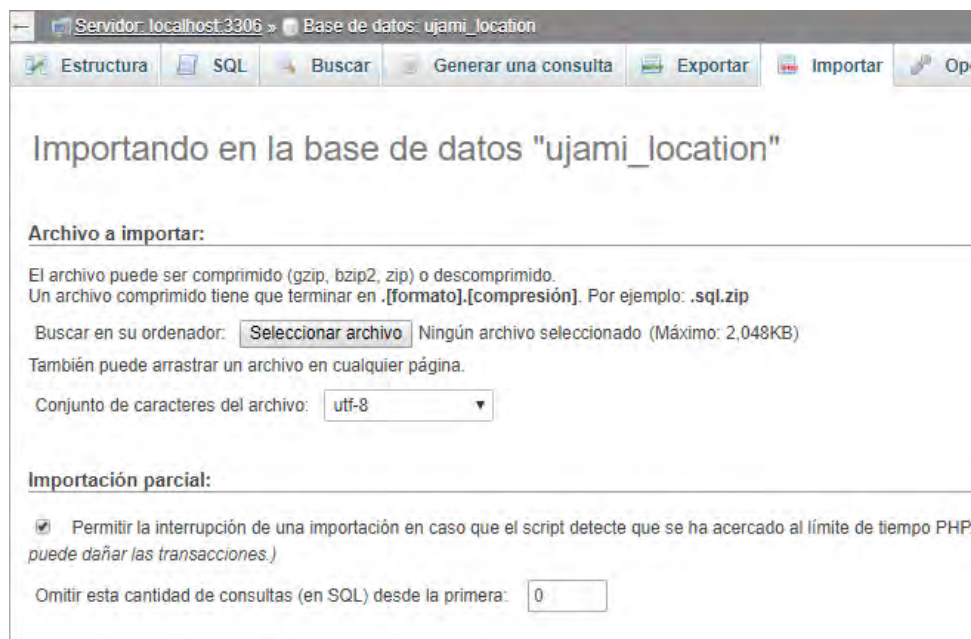 Servidor: localhost:3306 » Base de datos: ujami_location
Estructura SQL Buscar Generar una consulta Exportar Importar
Importando en la base de datos "ujami_location"
Archivo a importar:
El archivo puede ser comprimido (gzip, bzip2, zip) o descomprimido.
Un archivo comprimido tiene que terminar en .[formato].[compresión]. Por ejemplo: .sql.zip
Buscar en su ordenador: Seleccionar archivo Ningún archivo seleccionado (Máximo: 2,048KB)
También puede arrastrar un archivo en cualquier página.
Conjunto de caracteres del archivo: utf-8
Importación parcial:
Permitir la interrupción de una importación en caso que el script detecte que se ha acercado al límite de tiempo PHP.
puede dañar las transacciones.)
Omitir esta cantidad de consultas (en SQL) desde la primera: 0